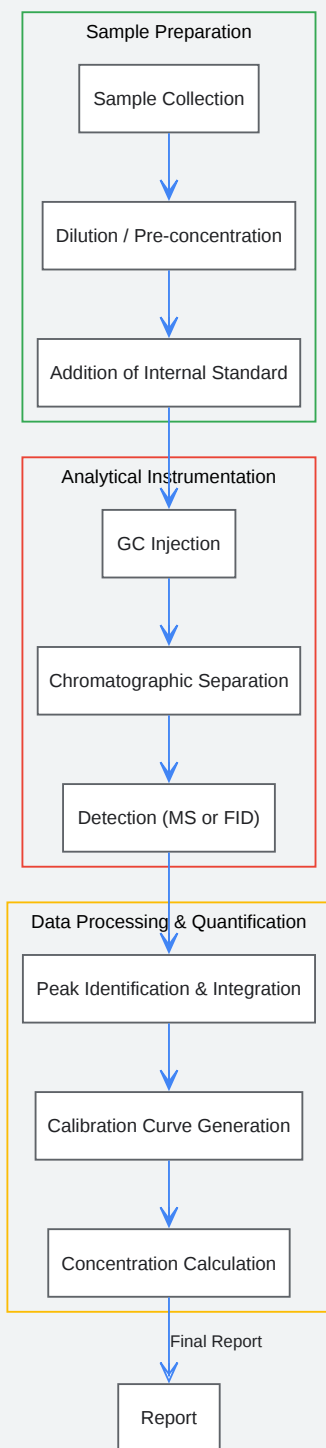 Sample Preparation
Sample Collection
Dilution / Pre-concentration
Addition of Internal Standard
Analytical Instrumentation
GC Injection
Chromatographic Separation
Detection (MS or FID)
Data Processing & Quantification
Peak Identification & Integration
Calibration Curve Generation
Concentration Calculation
Final Report
Report